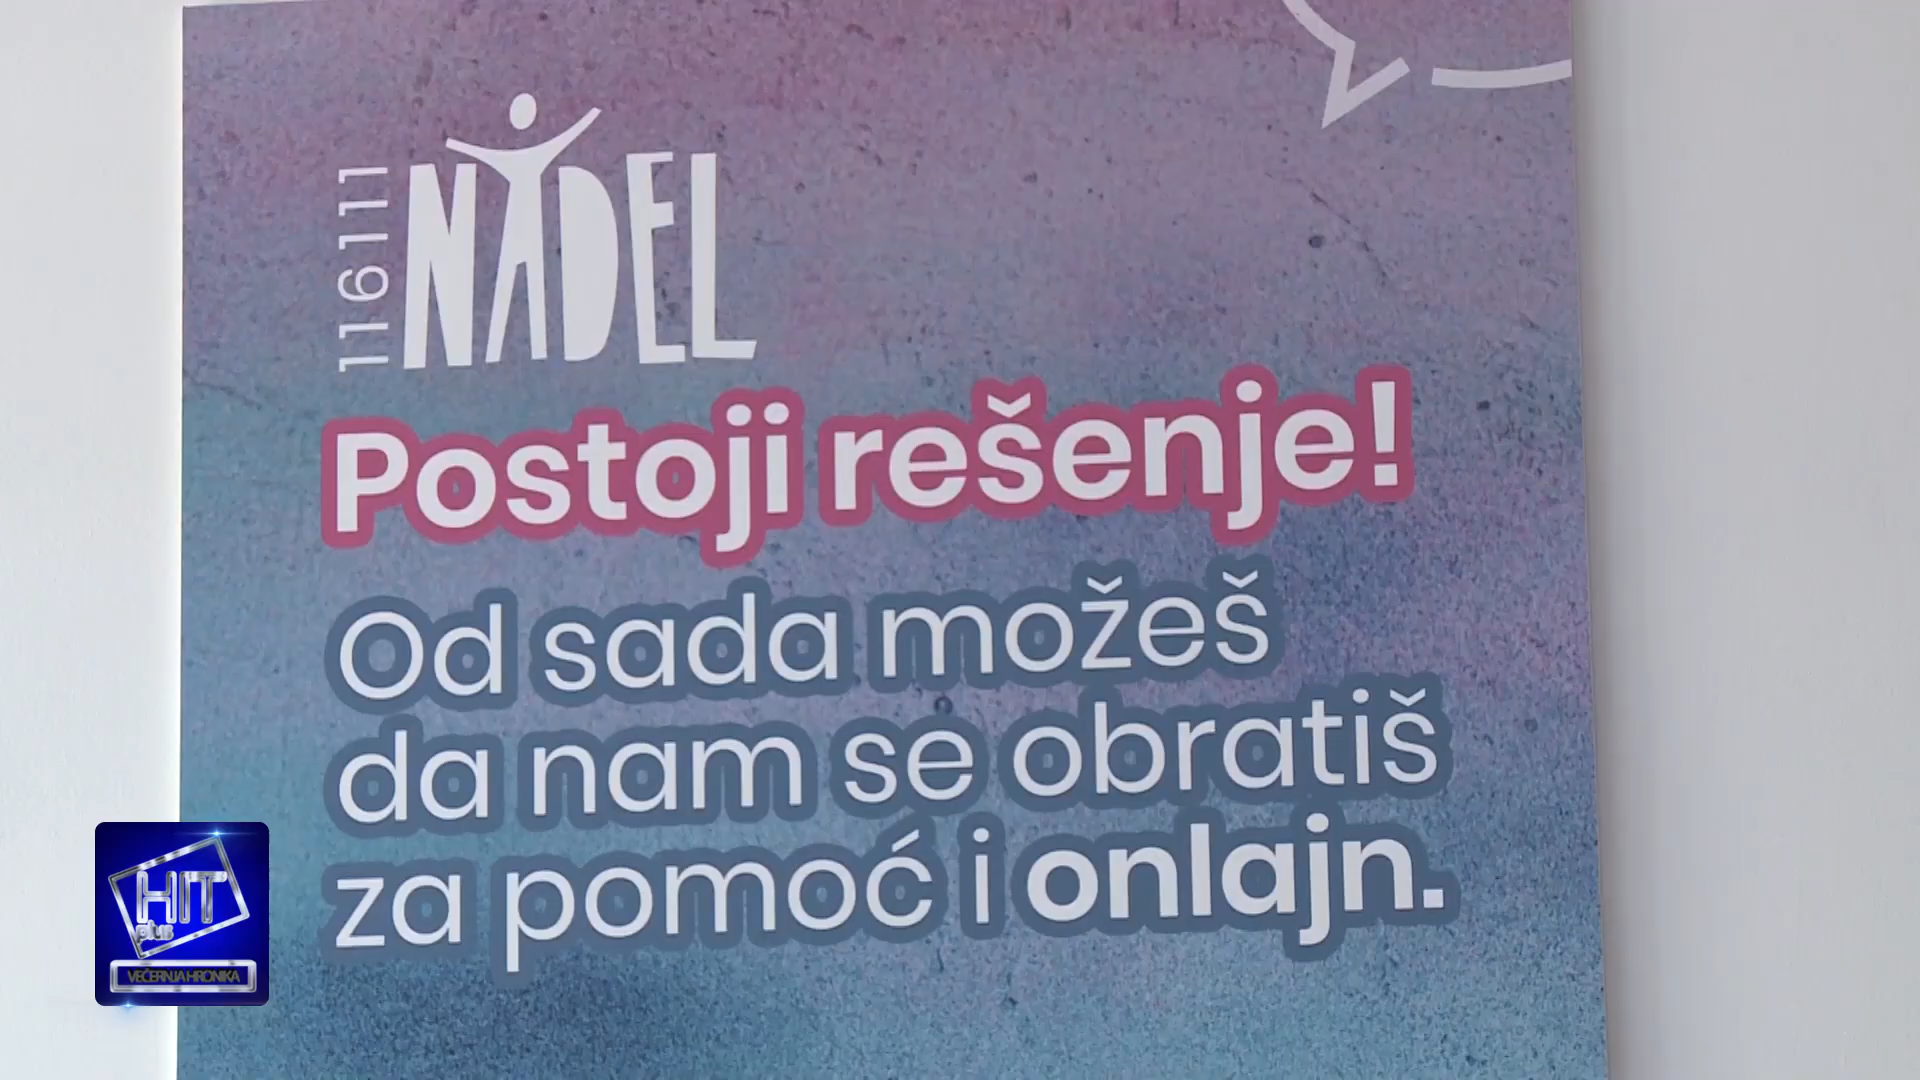 116111
NADEL
Postoji rešenje!
Od sada možeš
da nam se obratiš
za pomoć i onlajn.
HIT
plus
VEČERNJA HRONIKA